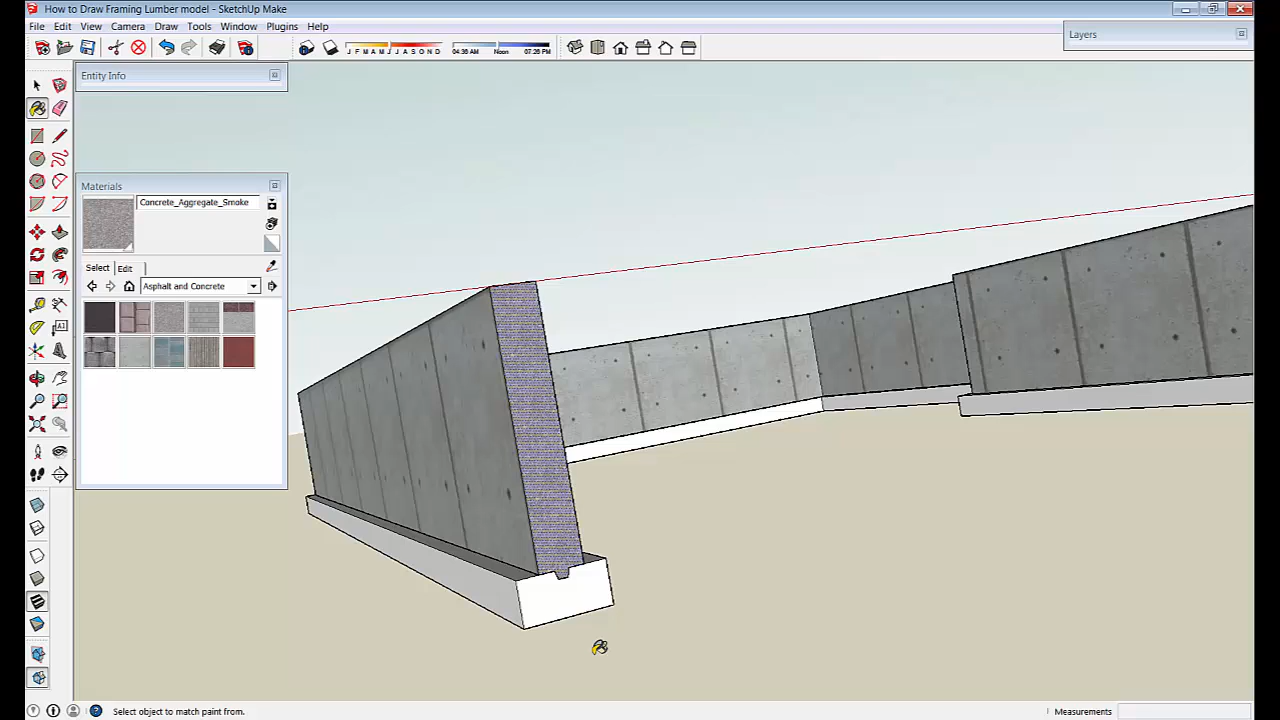 How to Draw Framing Lumber model - SketchUp Make
File Edit View Camera Draw Tools Window Plugins Help
J F M A M J J A S O N D
04:36 AM Noon 07:26 PM
Layers
Entity Info
Materials
Concrete_Aggregate_Smoke
Select Edit
Asphalt and Concrete
Select object to match paint from.
Measurements